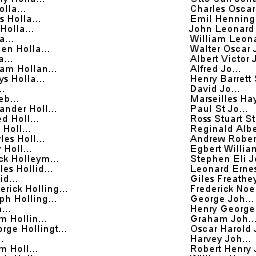 olla... Charles Oscar
s Holla... Emil Henning
Holla... John Leonard
a... William Leona
en Holla... Walter Oscar J
a... Albert Victor J
am Hollan... Alfred Jo...
ys Holla... Henry Barrett S
.. David Jo...
eb... Marseilles Hay
ander Holl... Paul St Jo...
ed Holl... Ross Stuart St
Holl... Reginald Albe
les Holl... Andrew Rober
Holl... Egbert William
ck Holleym... Stephen Eli Jo
les Hollid... Leonard Ernes
id... Giles Freathey
erick Holling... Frederick Noe
ph Holling... George Joh...
... Henry George
m Hollin... Graham Joh...
orge Hollingt... Oscar Harold J
.. Harvey Joh...
m Holl... Robert Henry J